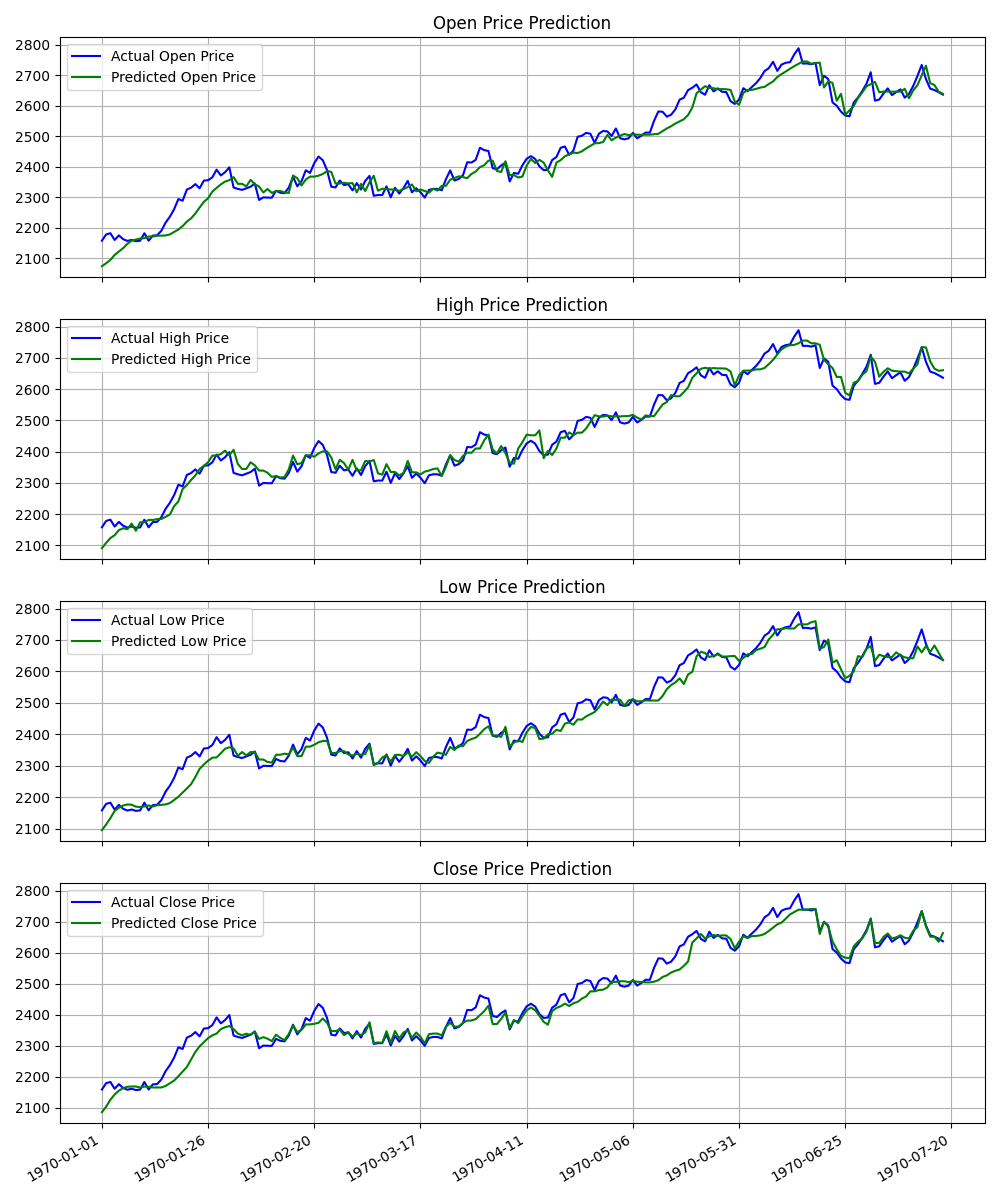 Open Price Prediction
Actual Open Price
Predicted Open Price
2800
2700
2600
2500
2400
2300
2200
2100
High Price Prediction
Actual High Price
Predicted High Price
2800
2700
2600
2500
2400
2300
2200
2100
Low Price Prediction
Actual Low Price
Predicted Low Price
2800
2700
2600
2500
2400
2300
2200
2100
Close Price Prediction
Actual Close Price
Predicted Close Price
2800
2700
2600
2500
2400
2300
2200
2100
1970-01-01 1970-01-26 1970-02-20 1970-03-17 1970-04-11 1970-05-06 1970-05-31 1970-06-25 1970-07-20